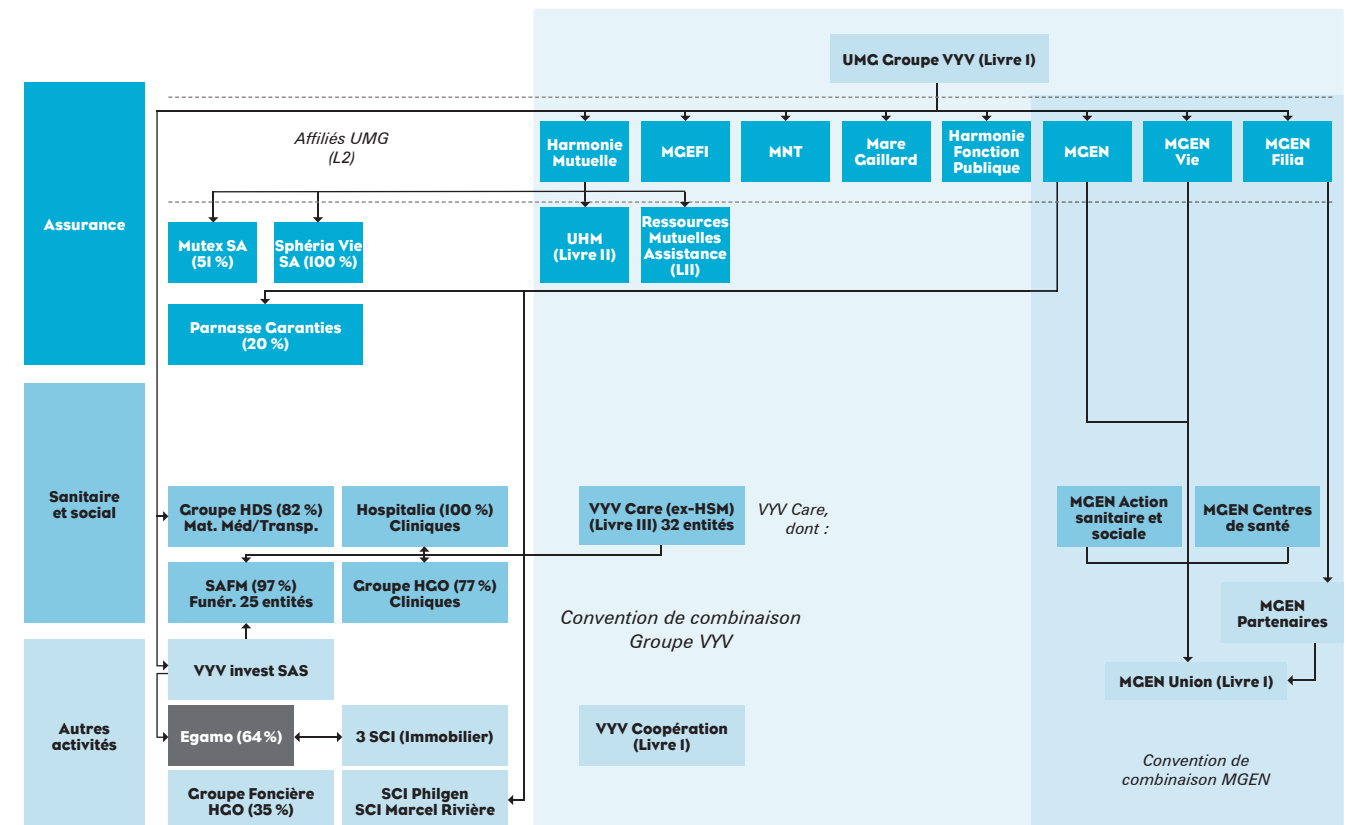 UMG Groupe VYV (Livre I)
Assurance
Affiliés UMG
(L2)
Harmonie
Mutuelle
MGEFI
MNT
Mare
Gaillard
Harmonie
Fonction
Publique
MGEN
MGEN
Vie
MGEN
Filia
Mutex SA
(51 %)
Sphéria Vie
SA (100 %)
UHM
(Livre II)
Ressources
Mutuelles
Assistance
(LII)
Parnasse Garanties
(20 %)
Sanitaire
et social
Groupe HDS (82 %)
Mat. Méd/Transp.
Hospitalia (100 %)
Cliniques
VYV Care (ex-HSM)
(Livre III) 32 entités
VYV Care,
dont :
MGEN Action
sanitaire et
sociale
MGEN Centres
de santé
SAFM (97 %)
Funér. 25 entités
Groupe HGO (77 %)
Cliniques
Convention de combinaison
Groupe VYV
MGEN
Partenaires
Autres
activités
VYV invest SAS
MGEN Union (Livre I)
Egamo (64 %)
3 SCI (Immobilier)
VYV Coopération
(Livre I)
Convention de
combinaison MGEN
Groupe Foncière
HGO (35 %)
SCI Philgen
SCI Marcel Rivière